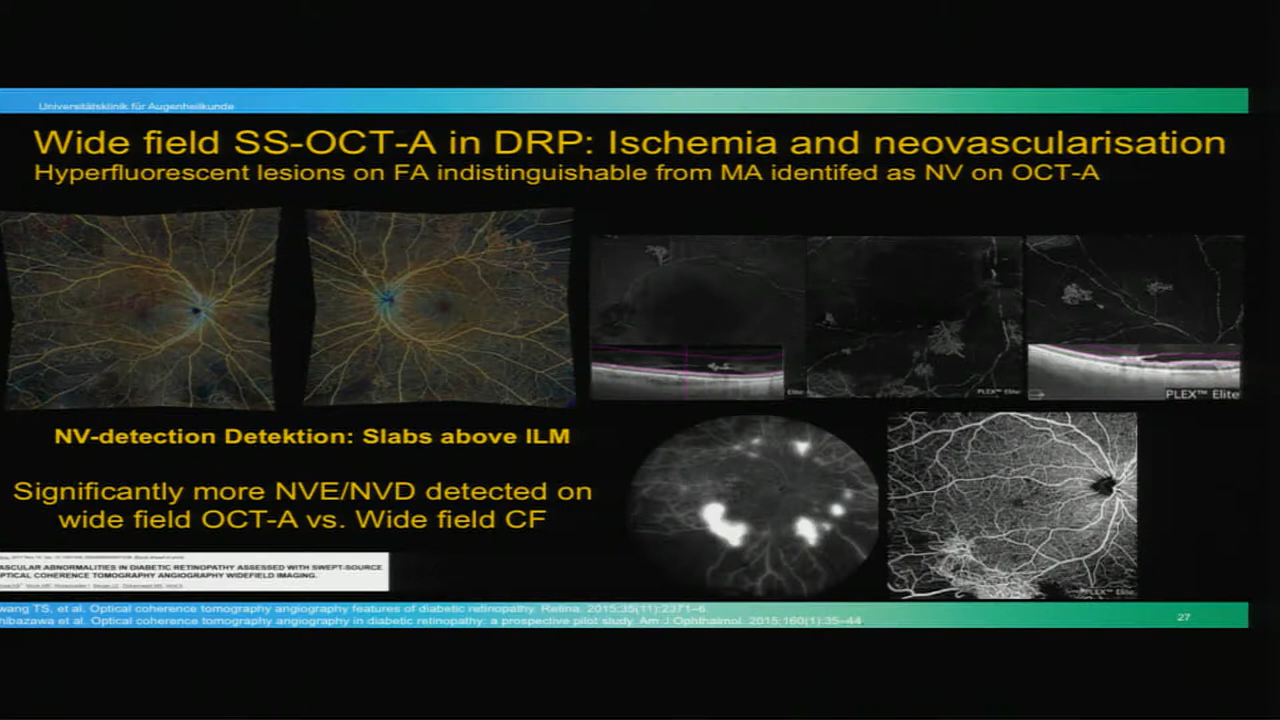 Universitätsklinik für Augenheilkunde
Wide field SS-OCT-A in DRP: Ischemia and neovascularisation
Hyperfluorescent lesions on FA indistinguishable from MA identifed as NV on OCT-A
Elite
PLEX™ Elite
PLEX™ Elite
NV-detection Detektion: Slabs above ILM
Significantly more NVE/NVD detected on
wide field OCT-A vs. Wide field CF
PLEX™ Elite
ASCULAR ABNORMALITIES IN DIABETIC RETINOPATHY ASSESSED WITH SWEPT-SOURCE
OPTICAL COHERENCE TOMOGRAPHY ANGIOGRAPHY WIDEFIELD IMAGING.
wang TS, et al. Optical coherence tomography angiography features of diabetic retinopathy. Retina. 2015;35(11):2371–6.
hibazawa et al. Optical coherence tomography angiography in diabetic retinopathy: a prospective pilot study. Am J Ophthalmol. 2015;160(1):35–44
27